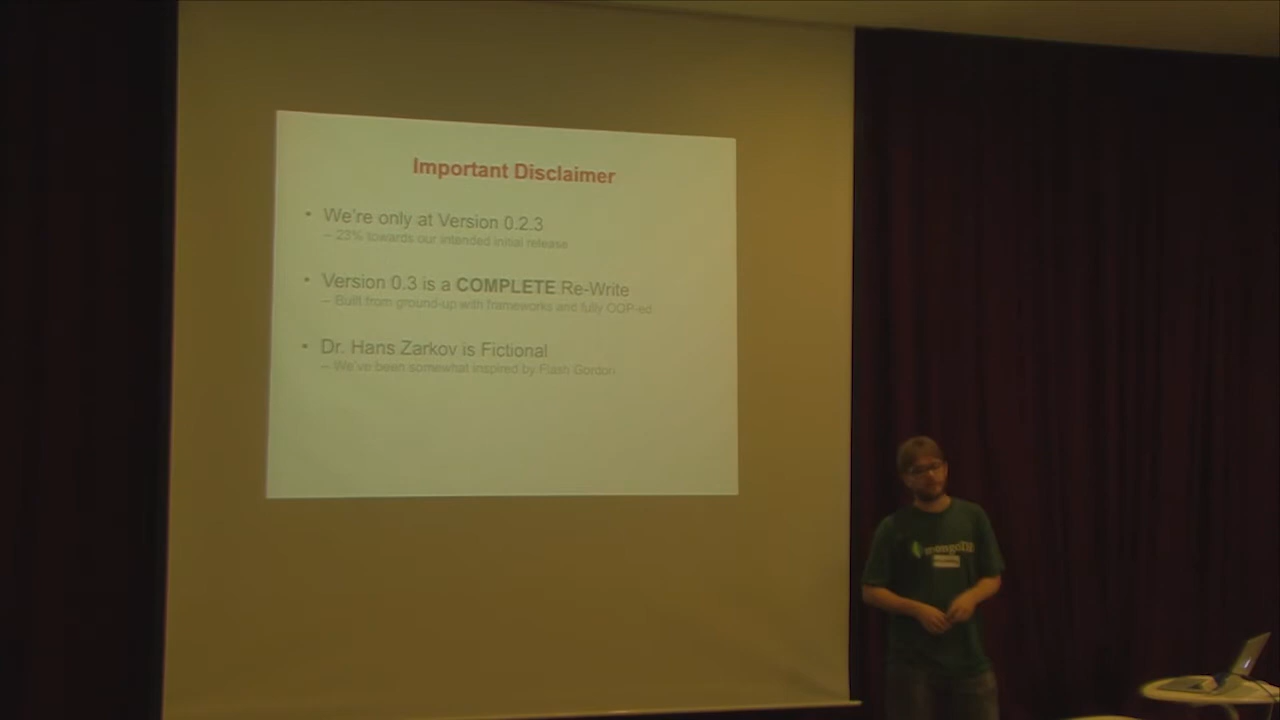 Important Disclaimer
• We're only at Version 0.2.3
– 23% towards our intended initial release
• Version 0.3 is a COMPLETE Re-Write
– Built from ground-up with frameworks and fully OOP-ed
• Dr. Hans Zarkov is Fictional
– We've been somewhat inspired by Flash Gordon
mongoDB